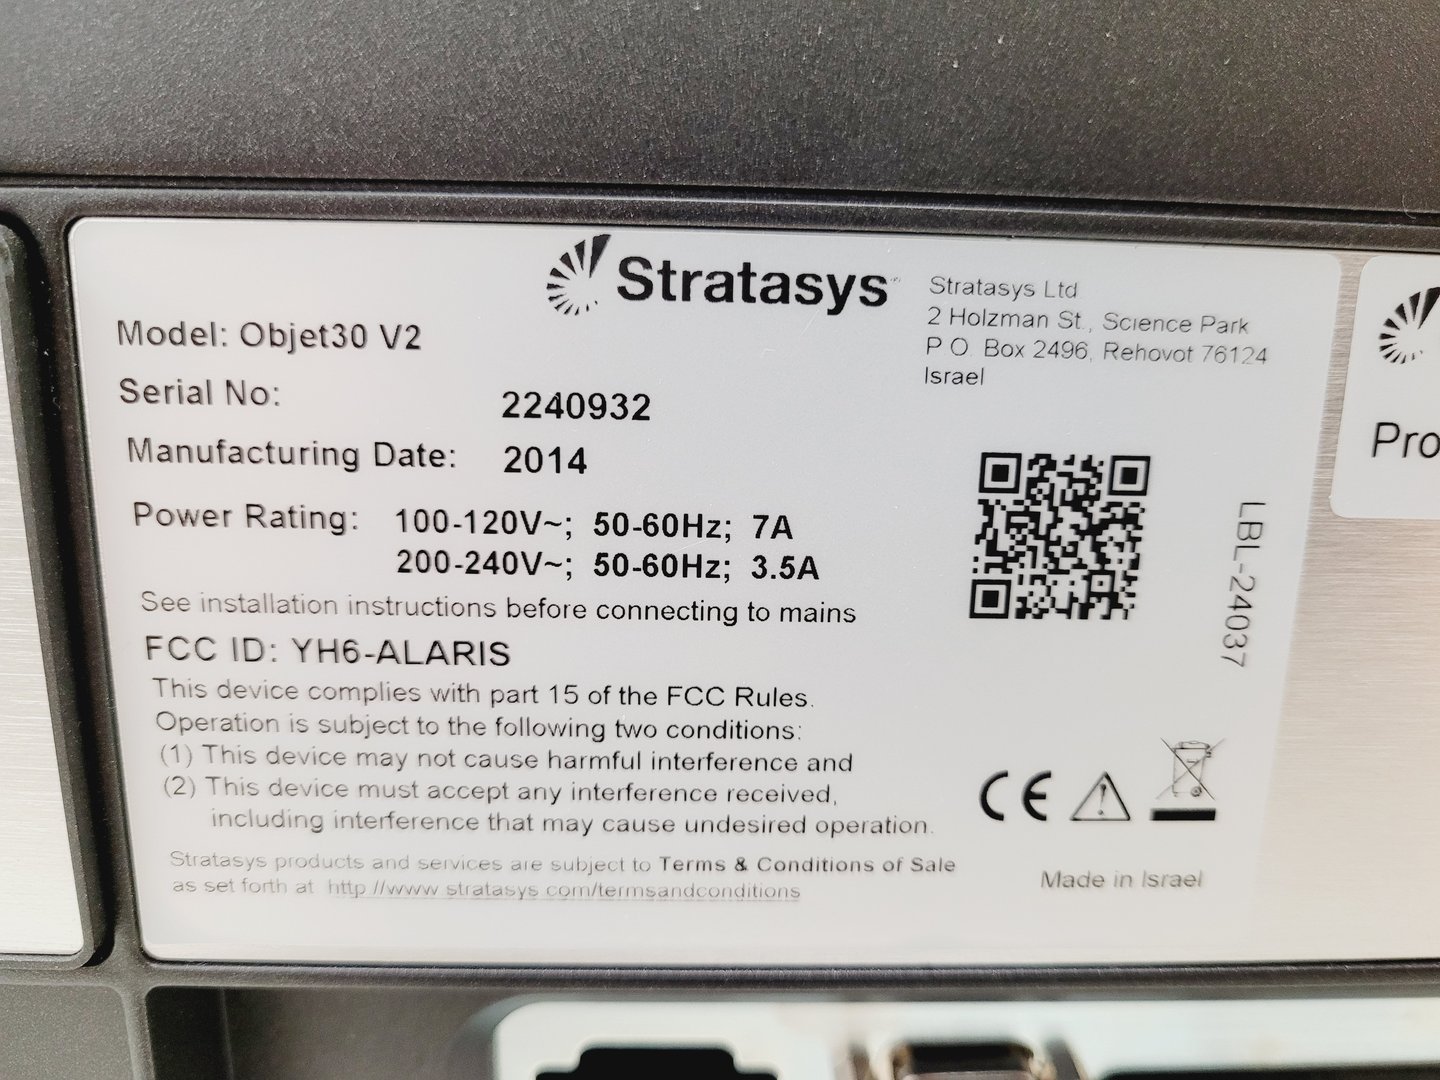 Stratasys
Stratasys Ltd
2 Holzman St., Science Park
P.O. Box 2496, Rehovot 76124
Israel
Model: Objet30 V2
Serial No: 2240932
Manufacturing Date: 2014
Power Rating: 100-120V~; 50-60Hz; 7A
200-240V~; 50-60Hz; 3.5A
See installation instructions before connecting to mains
FCC ID: YH6-ALARIS
This device complies with part 15 of the FCC Rules.
Operation is subject to the following two conditions:
(1) This device may not cause harmful interference and
(2) This device must accept any interference received,
including interference that may cause undesired operation.
Stratasys products and services are subject to Terms & Conditions of Sale
as set forth at http://www.stratasys.com/termsandconditions
LBL-24037
CE
Made in Israel
Pro